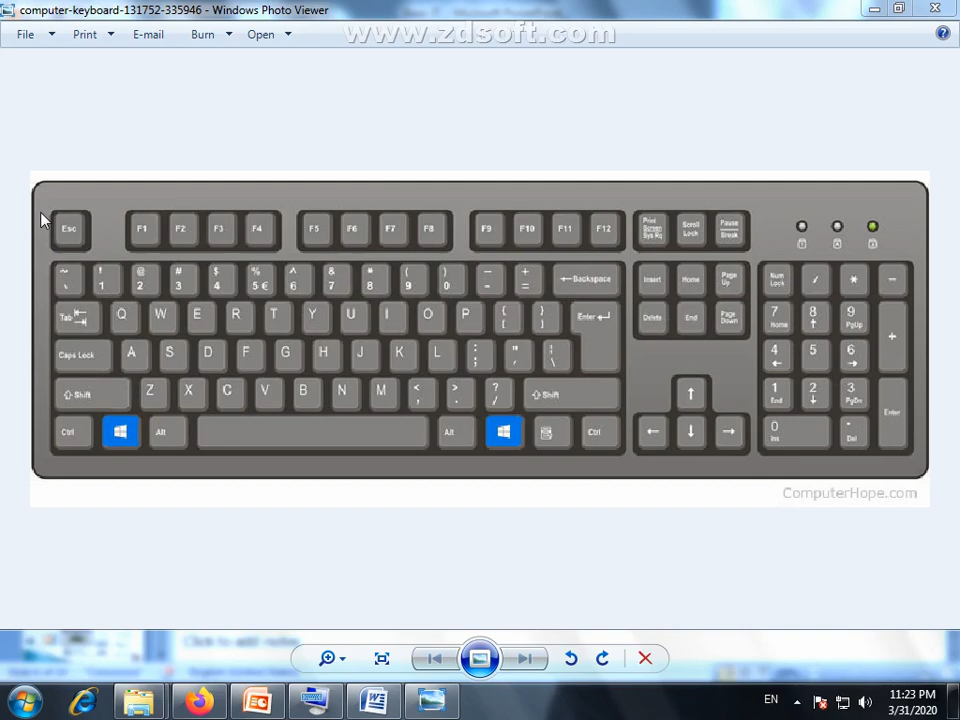 computer-keyboard-131752-335946 - Windows Photo Viewer
File Print E-mail Burn Open
www.zdsoft.com
Esc F1 F2 F3 F4 F5 F6 F7 F8 F9 F10 F11 F12 Print Screen Sys Rq Scroll Lock Pause Break
~ ` ! 1 @ 2 # 3 $ 4 % 5 € ^ 6 & 7 * 8 ( 9 ) 0 - + = ←Backspace Insert Home Page Up Num Lock / * -
Tab Q W E R T Y U I O P { [ } ] Enter Delete End Page Down 7 Home 8 ↑ 9 PgUp +
Caps Lock A S D F G H J K L : ; " ' \ 4 ← 5 6 →
⇧Shift Z X C V B N M < , > . ? / ⇧Shift ↑ 1 End 2 ↓ 3 PgDn Enter
Ctrl Alt Alt Ctrl ← ↓ → 0 Ins . Del
ComputerHope.com
Click to add notes
EN 11:23 PM
3/31/2020